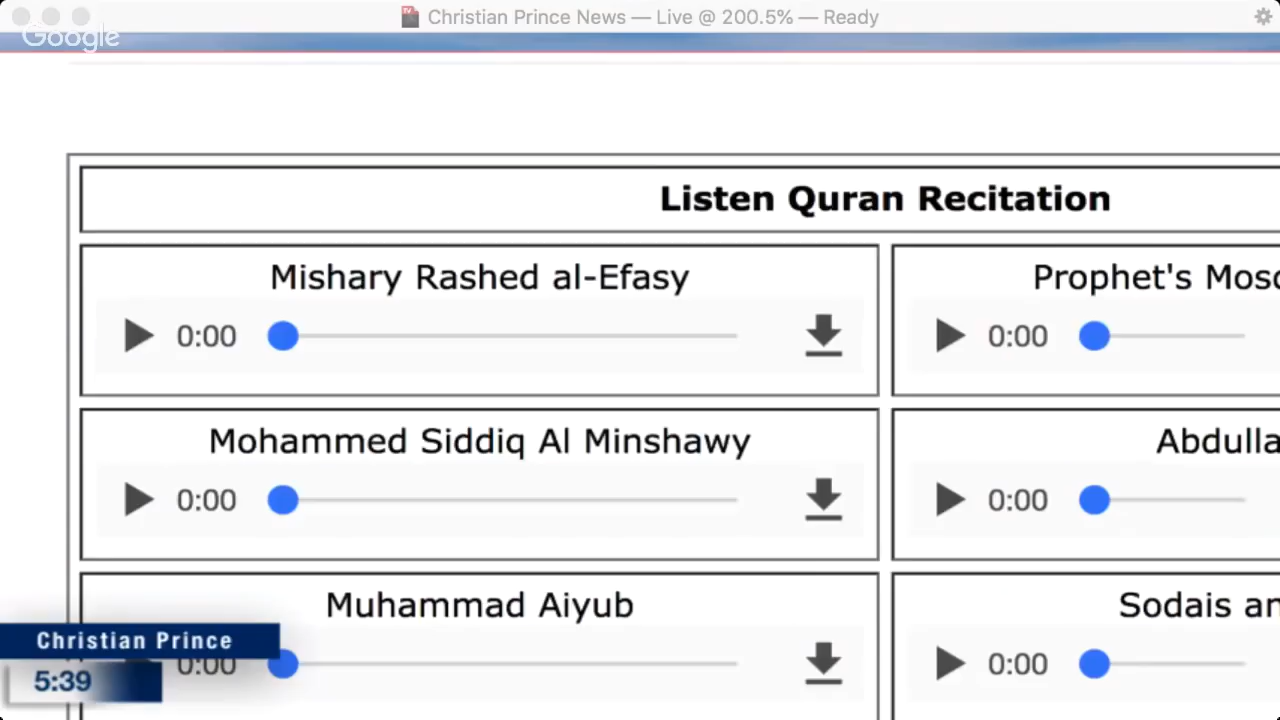 Christian Prince News — Live @ 200.5% — Ready
Google
Listen Quran Recitation
Mishary Rashed al-Efasy
Prophet's Mosq
0:00
0:00
Mohammed Siddiq Al Minshawy
Abdulla
0:00
0:00
Muhammad Aiyub
Sodais an
Christian Prince
0:00
0:00
5:39